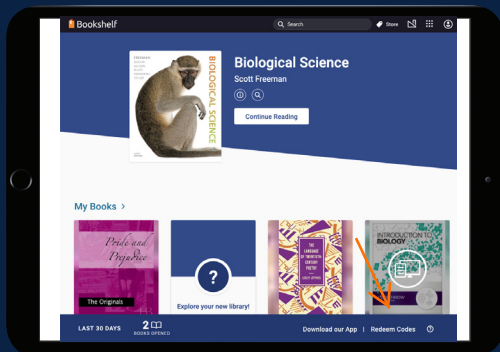 Bookshelf
Search
Store
Biological Science
Scott Freeman
Continue Reading
FREEMAN
BIOLOGICAL SCIENCE
My Books >
Pride and
Prejudice
The Originals
?
Explore your new library!
THE
LANGUAGE
OF TWENTIETH
CENTURY
POETRY
INTRODUCTION TO
BIOLOGY
LAST 30 DAYS
2
BOOKS OPENED
Download our App | Redeem Codes